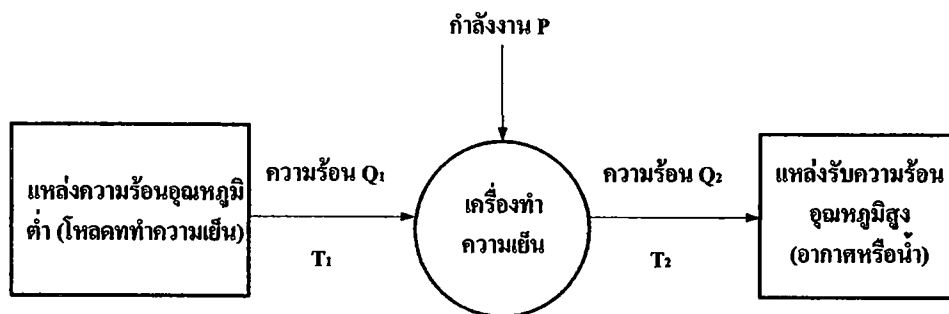 กำลังงาน P
แหล่งความร้อนอุณหภูมิ
ต่ำ (โหลดททำความเย็น)
ความร้อน Q₁
T₁
เครื่องทำ
ความเย็น
ความร้อน Q₂
T₂
แหล่งรับความร้อน
อุณหภูมิสูง
(อากาศหรือน้ำ)